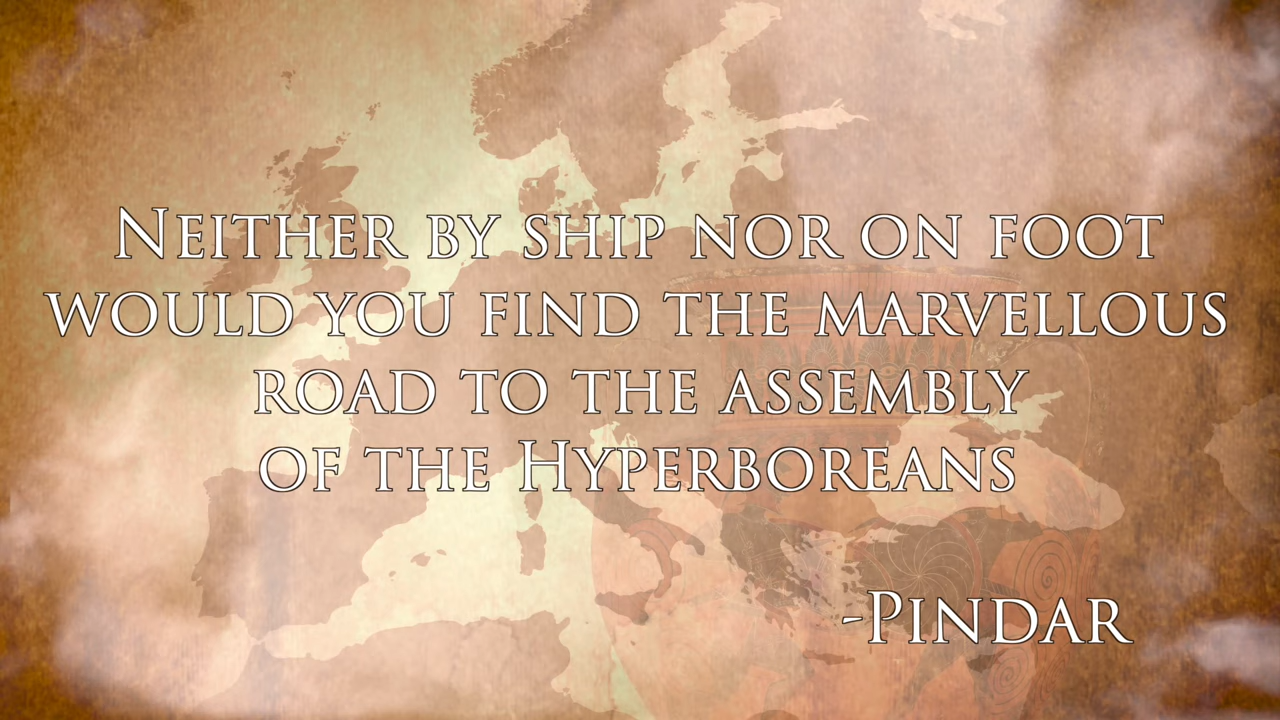 Neither by ship nor on foot
would you find the marvellous
road to the assembly
of the Hyperboreans
-Pindar